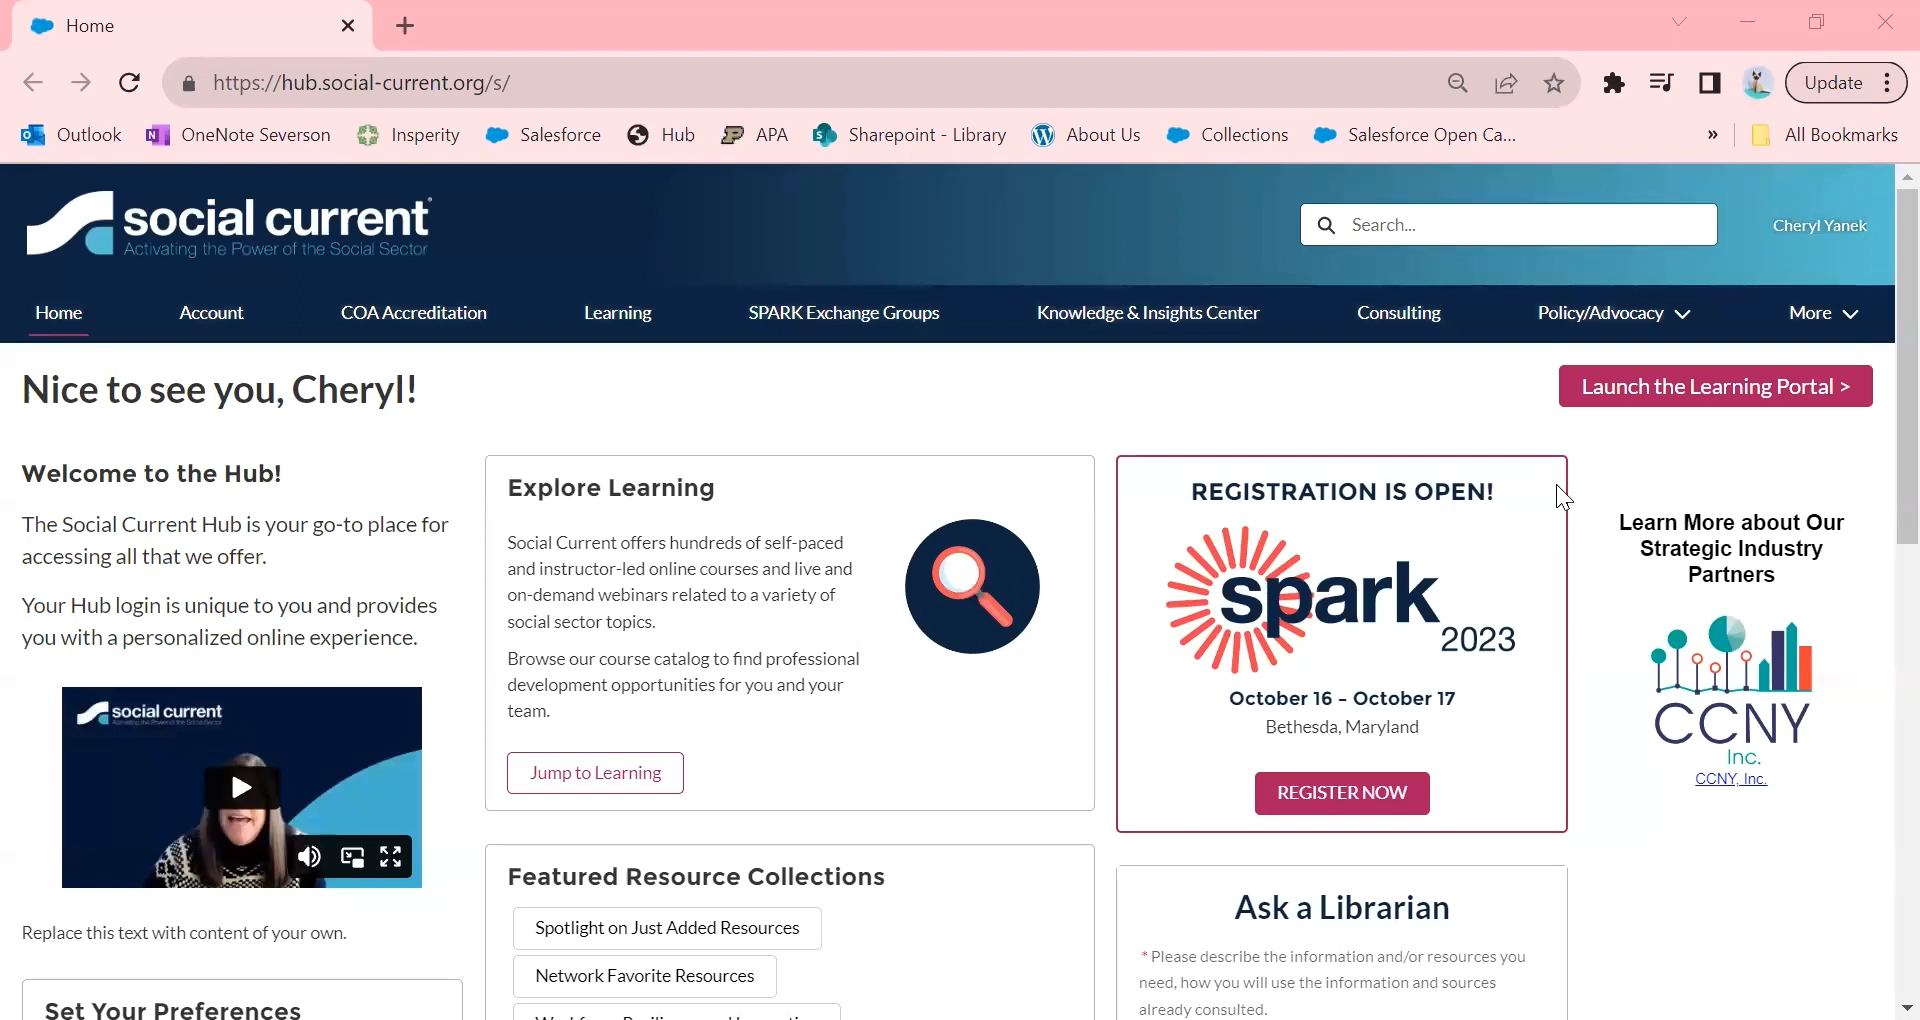 Home
https://hub.social-current.org/s/
Update
Outlook
OneNote Severson
Insperity
Salesforce
Hub
APA
Sharepoint - Library
About Us
Collections
Salesforce Open Ca...
»
All Bookmarks
social current
Activating the Power of the Social Sector
Search...
Cheryl Yanek
Home
Account
COA Accreditation
Learning
SPARK Exchange Groups
Knowledge & Insights Center
Consulting
Policy/Advocacy
More
Nice to see you, Cheryl!
Launch the Learning Portal >
Welcome to the Hub!
The Social Current Hub is your go-to place for
accessing all that we offer.
Your Hub login is unique to you and provides
you with a personalized online experience.
social current
Replace this text with content of your own.
Set Your Preferences
Explore Learning
Social Current offers hundreds of self-paced
and instructor-led online courses and live and
on-demand webinars related to a variety of
social sector topics.
Browse our course catalog to find professional
development opportunities for you and your
team.
Jump to Learning
Featured Resource Collections
Spotlight on Just Added Resources
Network Favorite Resources
REGISTRATION IS OPEN!
spark
2023
October 16 - October 17
Bethesda, Maryland
REGISTER NOW
Ask a Librarian
* Please describe the information and/or resources you
need, how you will use the information and sources
already consulted.
Learn More about Our
Strategic Industry
Partners
CCNY
Inc.
CCNY, Inc.